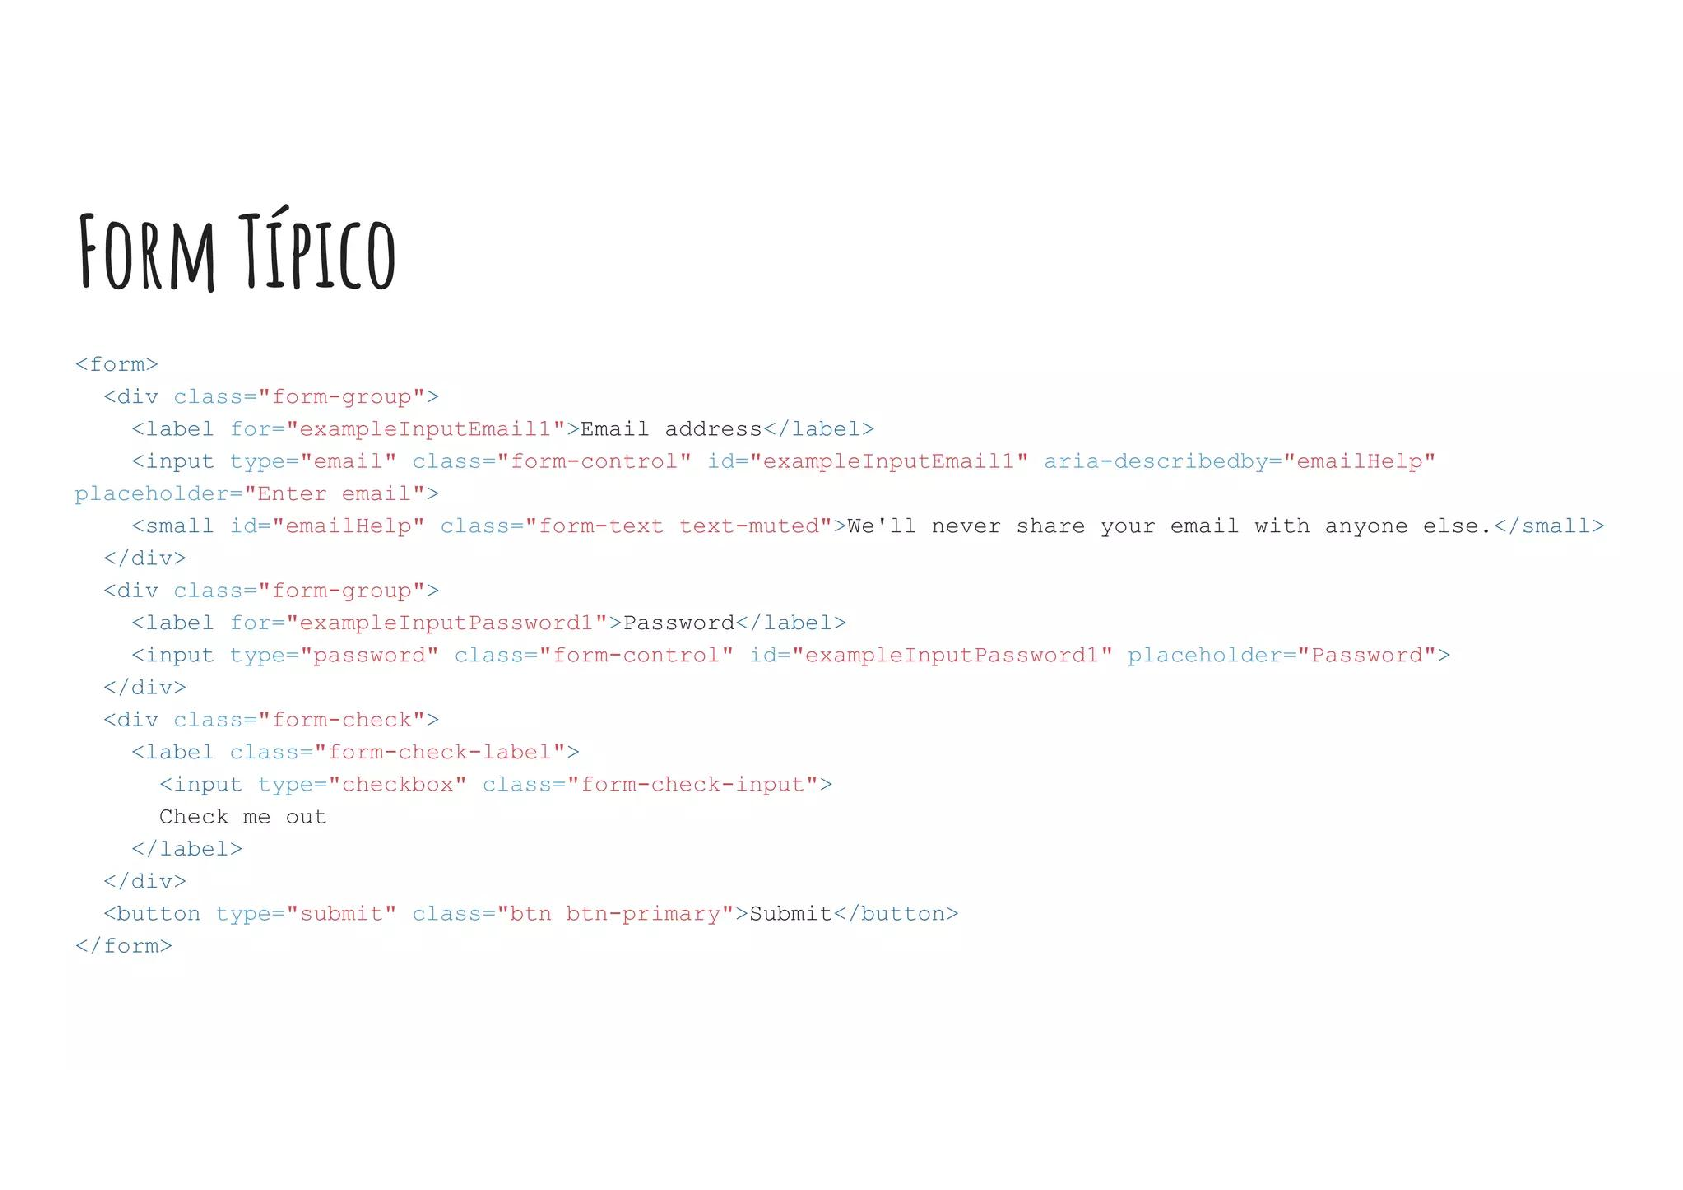 Form Típico
<form>
  <div class="form-group">
    <label for="exampleInputEmail1">Email address</label>
    <input type="email" class="form-control" id="exampleInputEmail1" aria-describedby="emailHelp"
placeholder="Enter email">
    <small id="emailHelp" class="form-text text-muted">We'll never share your email with anyone else.</small>
  </div>
  <div class="form-group">
    <label for="exampleInputPassword1">Password</label>
    <input type="password" class="form-control" id="exampleInputPassword1" placeholder="Password">
  </div>
  <div class="form-check">
    <label class="form-check-label">
      <input type="checkbox" class="form-check-input">
      Check me out
    </label>
  </div>
  <button type="submit" class="btn btn-primary">Submit</button>
</form>